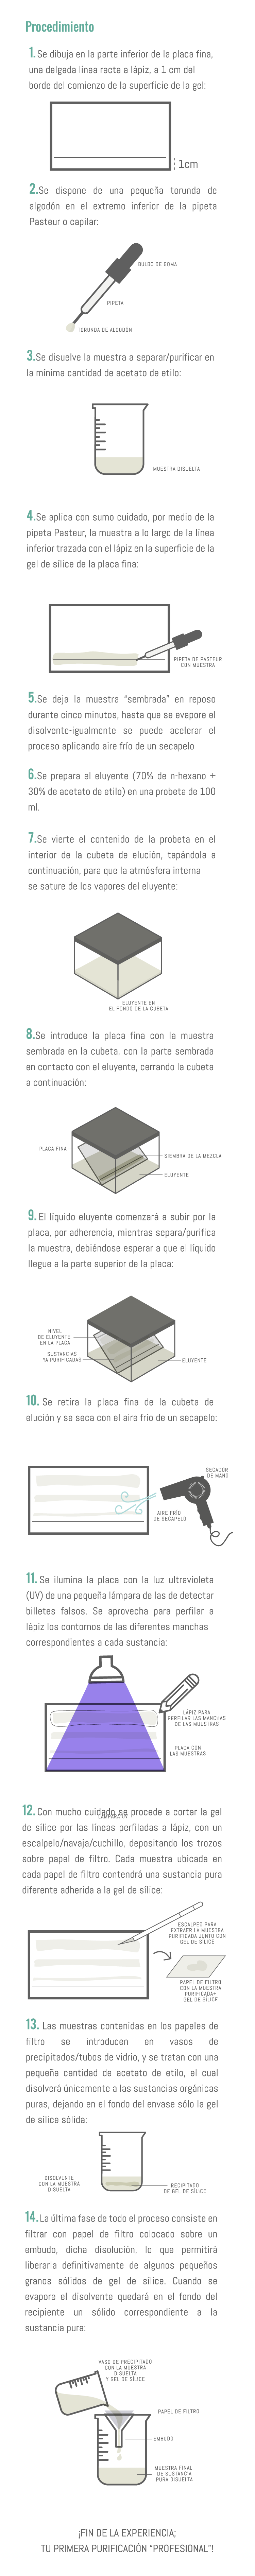 Procedimiento
1. Se dibuja en la parte inferior de la placa fina,
una delgada línea recta a lápiz, a 1 cm del
borde del comienzo de la superficie de la gel:
1cm
2.Se dispone de una pequeña torunda de
algodón en el extremo inferior de la pipeta
Pasteur o capilar:
BULBO DE GOMA
PIPETA
TORUNDA DE ALGODÓN
3.Se disuelve la muestra a separar/purificar en
la mínima cantidad de acetato de etilo:
MUESTRA DISUELTA
4.Se aplica con sumo cuidado, por medio de la
pipeta Pasteur, la muestra a lo largo de la línea
inferior trazada con el lápiz en la superficie de la
gel de sílice de la placa fina:
PIPETA DE PASTEUR
CON MUESTRA
5.Se deja la muestra “sembrada” en reposo
durante cinco minutos, hasta que se evapore el
disolvente-igualmente se puede acelerar el
proceso aplicando aire frío de un secapelo
6.Se prepara el eluyente (70% de n-hexano +
30% de acetato de etilo) en una probeta de 100
ml.
7.Se vierte el contenido de la probeta en el
interior de la cubeta de elución, tapándola a
continuación, para que la atmósfera interna
se sature de los vapores del eluyente:
ELUYENTE EN
EL FONDO DE LA CUBETA
8.Se introduce la placa fina con la muestra
sembrada en la cubeta, con la parte sembrada
en contacto con el eluyente, cerrando la cubeta
a continuación:
PLACA FINA
SIEMBRA DE LA MEZCLA
ELUYENTE
9. El líquido eluyente comenzará a subir por la
placa, por adherencia, mientras separa/purifica
la muestra, debiéndose esperar a que el líquido
llegue a la parte superior de la placa:
NIVEL
DE ELUYENTE
EN LA PLACA
SUSTANCIAS
YA PURIFICADAS
ELUYENTE
10. Se retira la placa fina de la cubeta de
elución y se seca con el aire frío de un secapelo:
SECADOR
DE MANO
AIRE FRÍO
DE SECAPELO
11. Se ilumina la placa con la luz ultravioleta
(UV) de una pequeña lámpara de las de detectar
billetes falsos. Se aprovecha para perfilar a
lápiz los contornos de las diferentes manchas
correspondientes a cada sustancia:
LÁPIZ PARA
PERFILAR LAS MANCHAS
DE LAS MUESTRAS
PLACA CON
LAS MUESTRAS
12. Con mucho cuidado se procede a cortar la gel
LÁMPARA UV
de sílice por las líneas perfiladas a lápiz, con un
escalpelo/navaja/cuchillo, depositando los trozos
sobre papel de filtro. Cada muestra ubicada en
cada papel de filtro contendrá una sustancia pura
diferente adherida a la gel de sílice:
ESCALPEO PARA
EXTRAER LA MUESTRA
PURIFICADA JUNTO CON
GEL DE SÍLICE
PAPEL DE FILTRO
CON LA MUESTRA
PURIFICADA+
GEL DE SÍLICE
13. Las muestras contenidas en los papeles de
filtro se introducen en vasos de
precipitados/tubos de vidrio, y se tratan con una
pequeña cantidad de acetato de etilo, el cual
disolverá únicamente a las sustancias orgánicas
puras, dejando en el fondo del envase sólo la gel
de sílice sólida:
DISOLVENTE
CON LA MUESTRA
DISUELTA
RECIPITADO
DE GEL DE SÍLICE
14. La última fase de todo el proceso consiste en
filtrar con papel de filtro colocado sobre un
embudo, dicha disolución, lo que permitirá
liberarla definitivamente de algunos pequeños
granos sólidos de gel de sílice. Cuando se
evapore el disolvente quedará en el fondo del
recipiente un sólido correspondiente a la
sustancia pura:
VASO DE PRECIPITADO
CON LA MUESTRA
DISUELTA
Y GEL DE SÍLICE
PAPEL DE FILTRO
EMBUDO
MUESTRA FINAL
DE SUSTANCIA
PURA DISUELTA
¡FIN DE LA EXPERIENCIA;
TU PRIMERA PURIFICACIÓN “PROFESIONAL”!